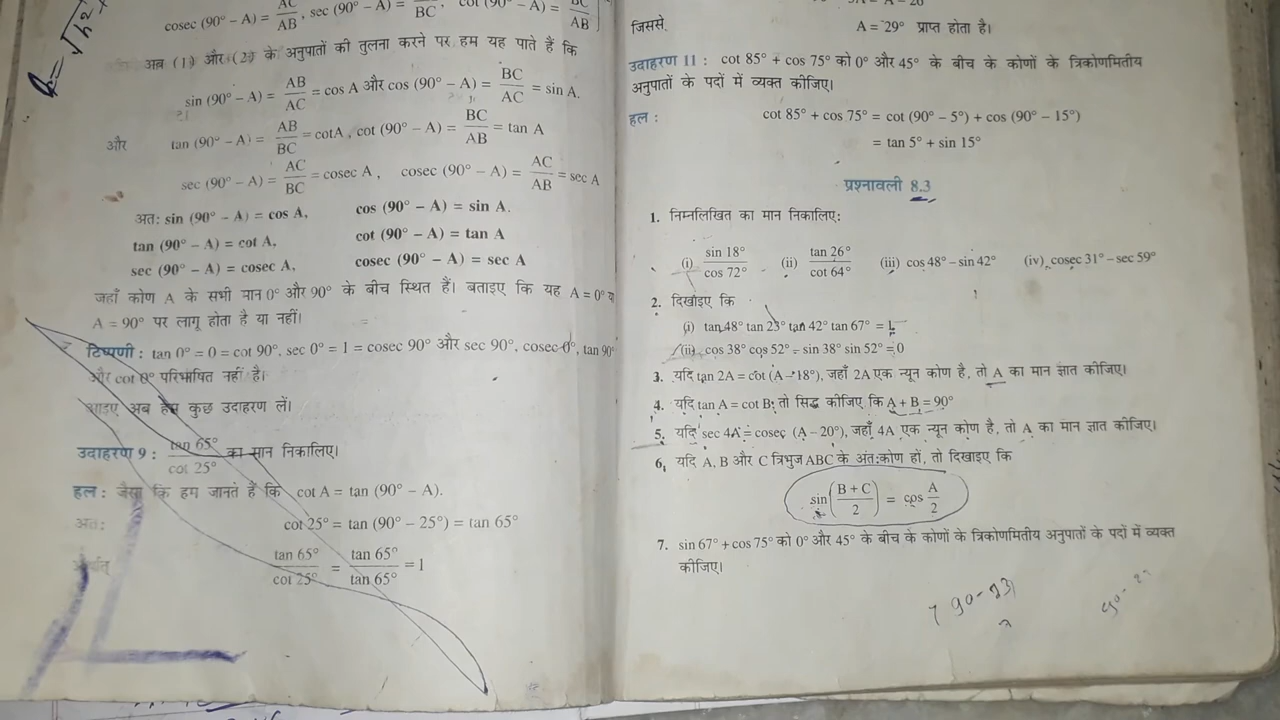 cosec (90° – A) = AC/AB, sec (90° – A) = /BC, cot (90° – A) = BC/AB
अब (1) और (2) के अनुपातों की तुलना करने पर हम यह पाते हैं कि
sin (90° – A) = AB/AC = cos A और cos (90° – A) = BC/AC = sin A.
और tan (90° – A) = AB/BC = cotA , cot (90° – A) = BC/AB = tan A
sec (90° – A) = AC/BC = cosec A , cosec (90° – A) = AC/AB = sec A
अत: sin (90° – A) = cos A, cos (90° – A) = sin A.
tan (90° – A) = cot A, cot (90° – A) = tan A
sec (90° – A) = cosec A, cosec (90° – A) = sec A
जहाँ कोण A के सभी मान 0° और 90° के बीच स्थित हैं। बताइए कि यह A = 0° या
A = 90° पर लागू होता है या नहीं।
टिप्पणी : tan 0° = 0 = cot 90°, sec 0° = 1 = cosec 90° और sec 90°, cosec 0°, tan 90°
और cot 0° परिभाषित नहीं है।
आइए अब हम कुछ उदाहरण लें।
उदाहरण 9 : tan 65°/cot 25° का मान निकालिए।
हल : जैसा कि हम जानते हैं कि cot A = tan (90° – A).
अत: cot 25° = tan (90° – 25°) = tan 65°
अर्थात् tan 65°/cot 25° = tan 65°/tan 65° = 1
जिससे A = 29° प्राप्त होता है।
उदाहरण 11 : cot 85° + cos 75° को 0° और 45° के बीच के कोणों के त्रिकोणमितीय
अनुपातों के पदों में व्यक्त कीजिए।
हल : cot 85° + cos 75° = cot (90° – 5°) + cos (90° – 15°)
= tan 5° + sin 15°
प्रश्नावली 8.3
1. निम्नलिखित का मान निकालिए:
(i) sin 18°/cos 72° (ii) tan 26°/cot 64° (iii) cos 48° – sin 42° (iv) cosec 31° – sec 59°
2. दिखाइए कि
(i) tan 48° tan 23° tan 42° tan 67° = 1
(ii) cos 38° cos 52° – sin 38° sin 52° = 0
3. यदि tan 2A = cot (A – 18°), जहाँ 2A एक न्यून कोण है, तो A का मान ज्ञात कीजिए।
4. यदि tan A = cot B, तो सिद्ध कीजिए कि A + B = 90°
5. यदि sec 4A = cosec (A – 20°), जहाँ 4A एक न्यून कोण है, तो A का मान ज्ञात कीजिए।
6. यदि A, B और C त्रिभुज ABC के अंत:कोण हों, तो दिखाइए कि
sin((B + C)/2) = cos A/2
7. sin 67° + cos 75° को 0° और 45° के बीच के कोणों के त्रिकोणमितीय अनुपातों के पदों में व्यक्त
कीजिए।